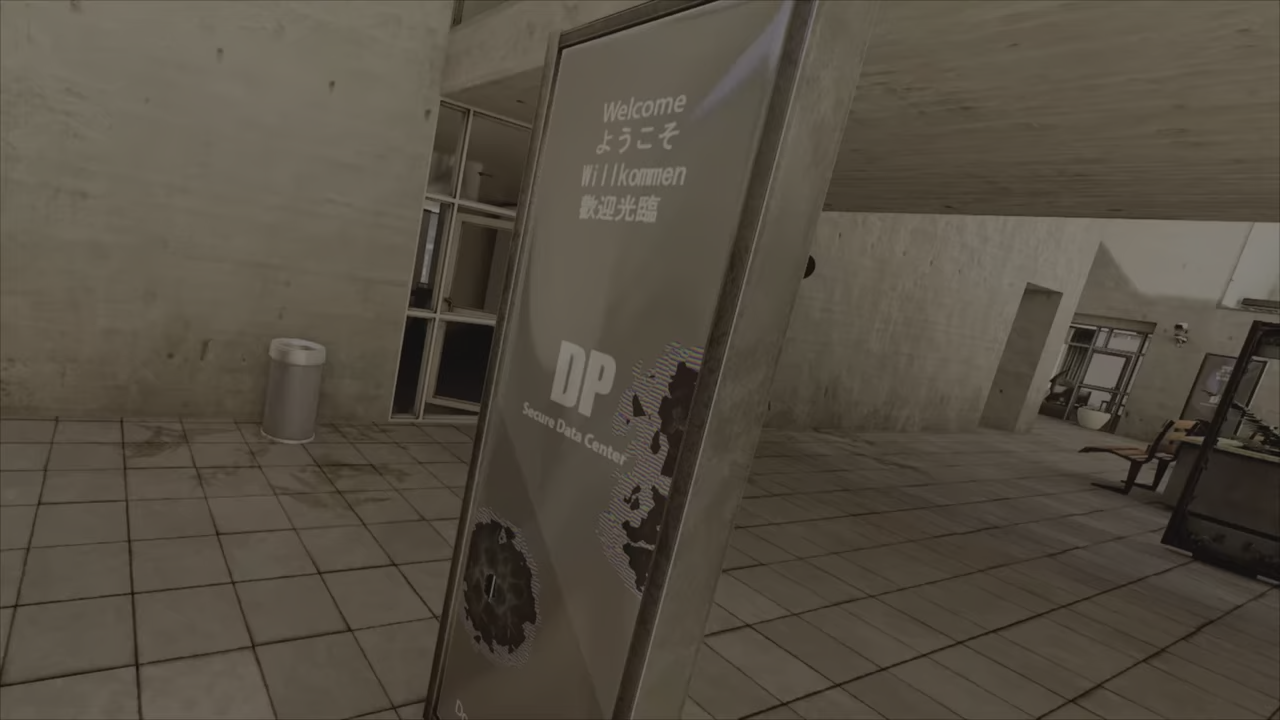 Welcome
ようこそ
Willkommen
歡迎光臨
DP
Secure Data Center